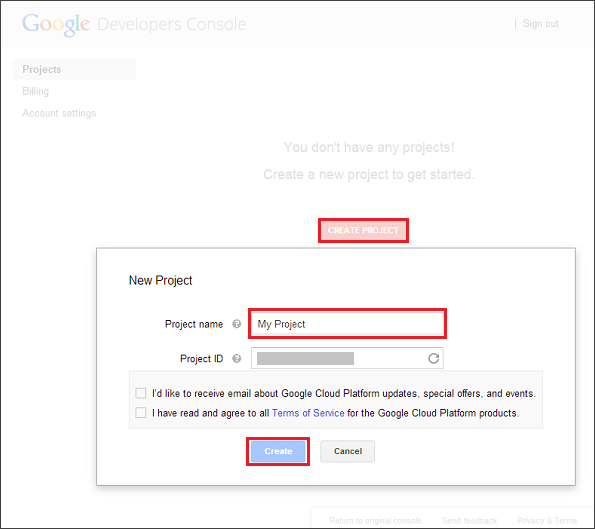 Google Developers Console
| Sign out
Projects
Billing
Account settings
You don't have any projects!
Create a new project to get started.
CREATE PROJECT
New Project
Project name ? My Project
Project ID ?
I'd like to receive email about Google Cloud Platform updates, special offers, and events.
I have read and agree to all Terms of Service for the Google Cloud Platform products.
Create Cancel
Return to original console Send feedback Privacy & Terms